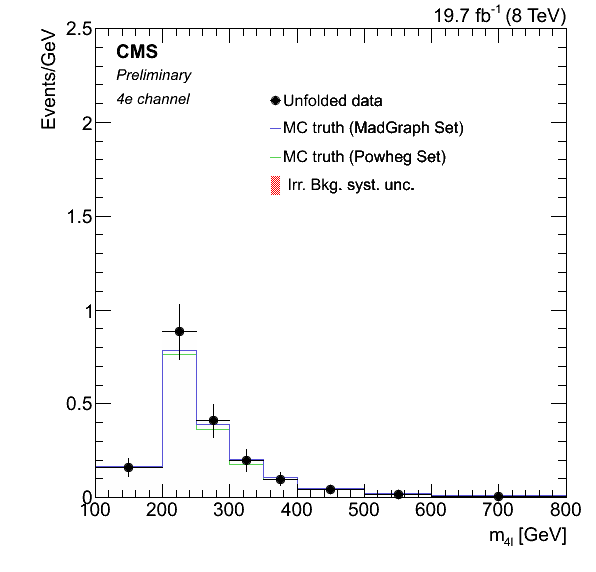 19.7 fb-1 (8 TeV)
Events/GeV
2.5
2
1.5
1
0.5
0
CMS
Preliminary
4e channel
Unfolded data
MC truth (MadGraph Set)
MC truth (Powheg Set)
Irr. Bkg. syst. unc.
100 200 300 400 500 600 700 800
m4l [GeV]